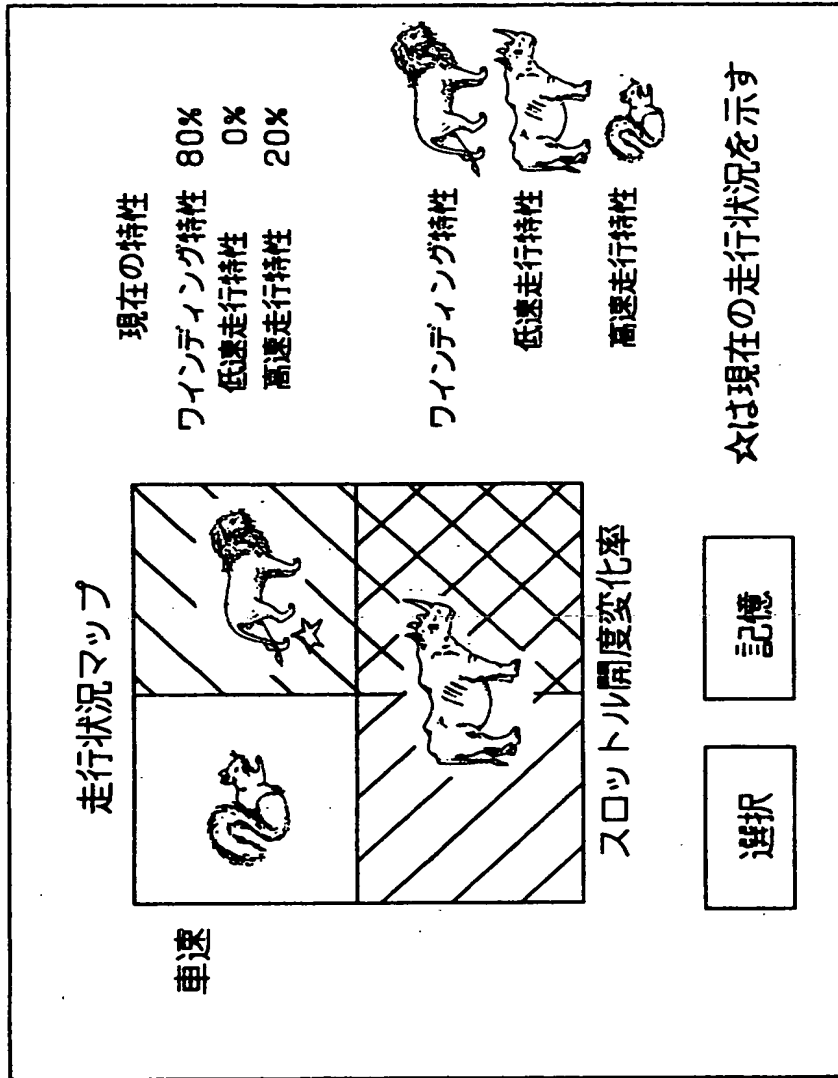 走行状況マップ
車速
スロットル開度変化率
現在の特性
ワインディング特性 80%
低速走行特性 0%
高速走行特性 20%
ワインディング特性
低速走行特性
高速走行特性
選択
記憶
☆は現在の走行状況を示す